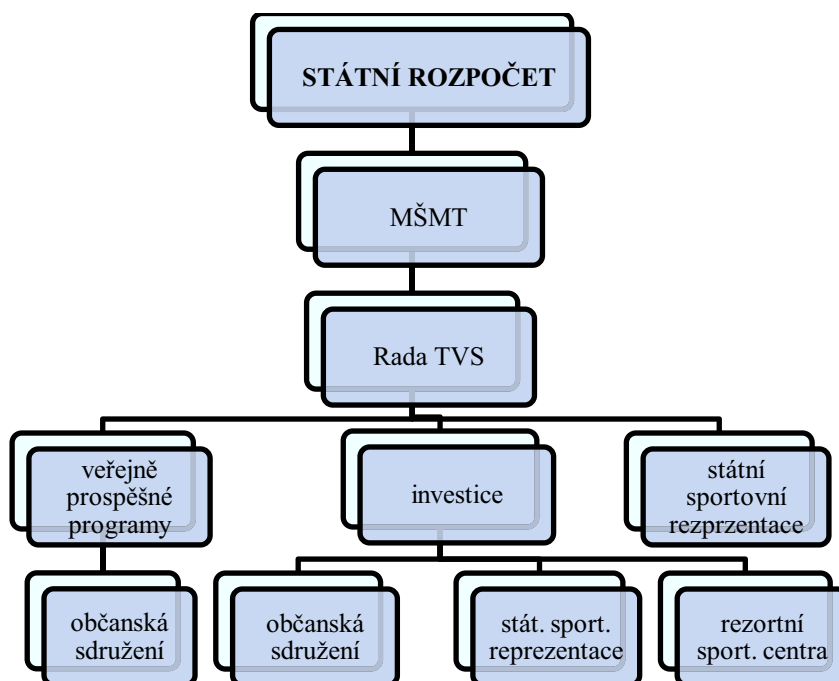 STÁTNÍ ROZPOČET
MŠMT
Rada TVS
veřejně
prospěšné
programy
investice
státní
sportovní
rezprzentace
občanská
sdružení
občanská
sdružení
stát. sport.
reprezentace
rezortní
sport. centra